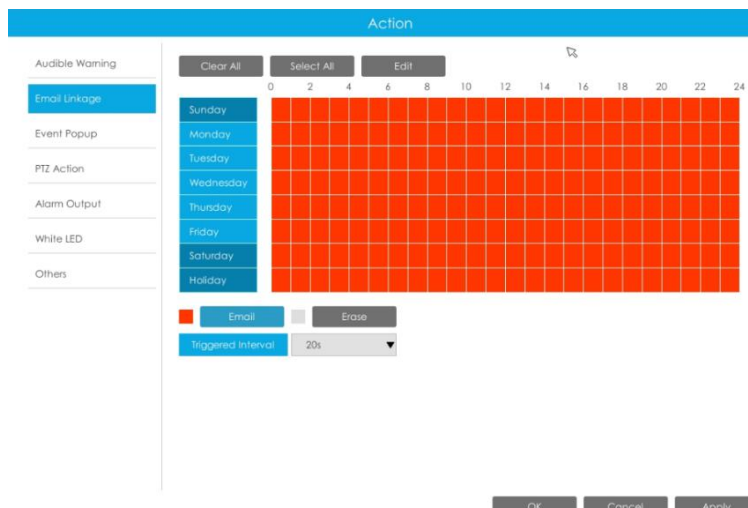 Action
Audible Warning
Email Linkage
Event Popup
PTZ Action
Alarm Output
White LED
Others
Clear All Select All Edit
0 2 4 6 8 10 12 14 16 18 20 22 24
Sunday
Monday
Tuesday
Wednesday
Thursday
Friday
Saturday
Holiday
Email Erase
Triggered Interval 20s
OK Cancel Apply